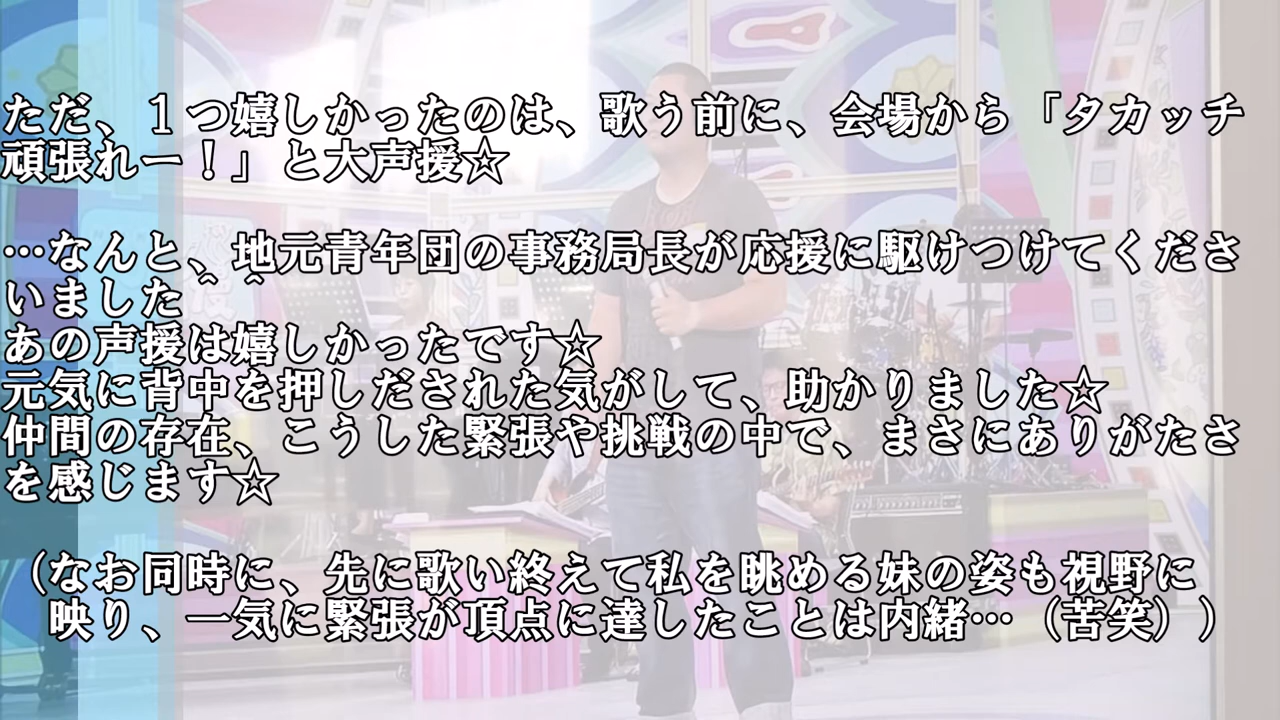 ただ、１つ嬉しかったのは、歌う前に、会場から「タカッチ
頑張れー！」と大声援☆
…なんと、地元青年団の事務局長が応援に駆けつけてくださ
いました＾＾
あの声援は嬉しかったです☆
元気に背中を押しだされた気がして、助かりました☆
仲間の存在、こうした緊張や挑戦の中で、まさにありがたさ
を感じます☆
（なお同時に、先に歌い終えて私を眺める妹の姿も視野に
映り、一気に緊張が頂点に達したことは内緒…（苦笑））